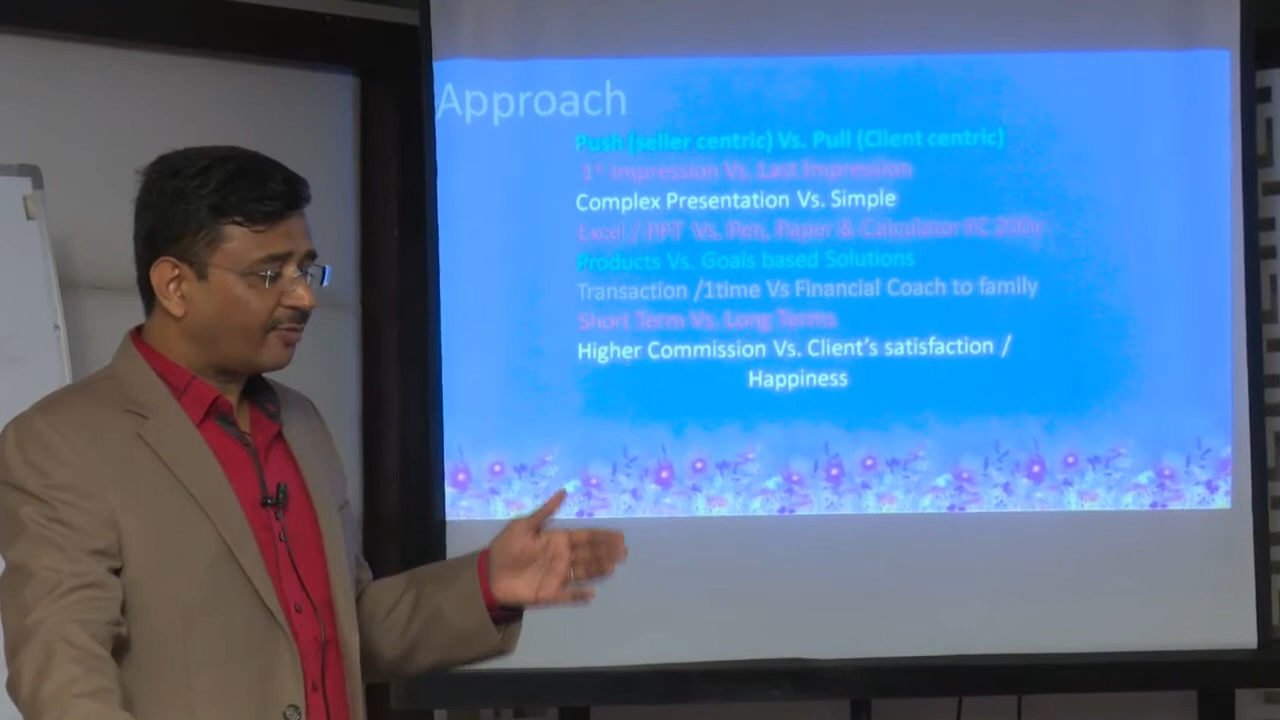 Approach
Push (seller centric) Vs. Pull (Client centric)
1st Impression Vs. Last Impression
Complex Presentation Vs. Simple
Excel / PPT Vs. Pen, Paper & Calculator FC 200v
Products Vs. Goals based Solutions
Transaction /1time Vs Financial Coach to family
Short Term Vs. Long Terms
Higher Commission Vs. Client's satisfaction /
Happiness